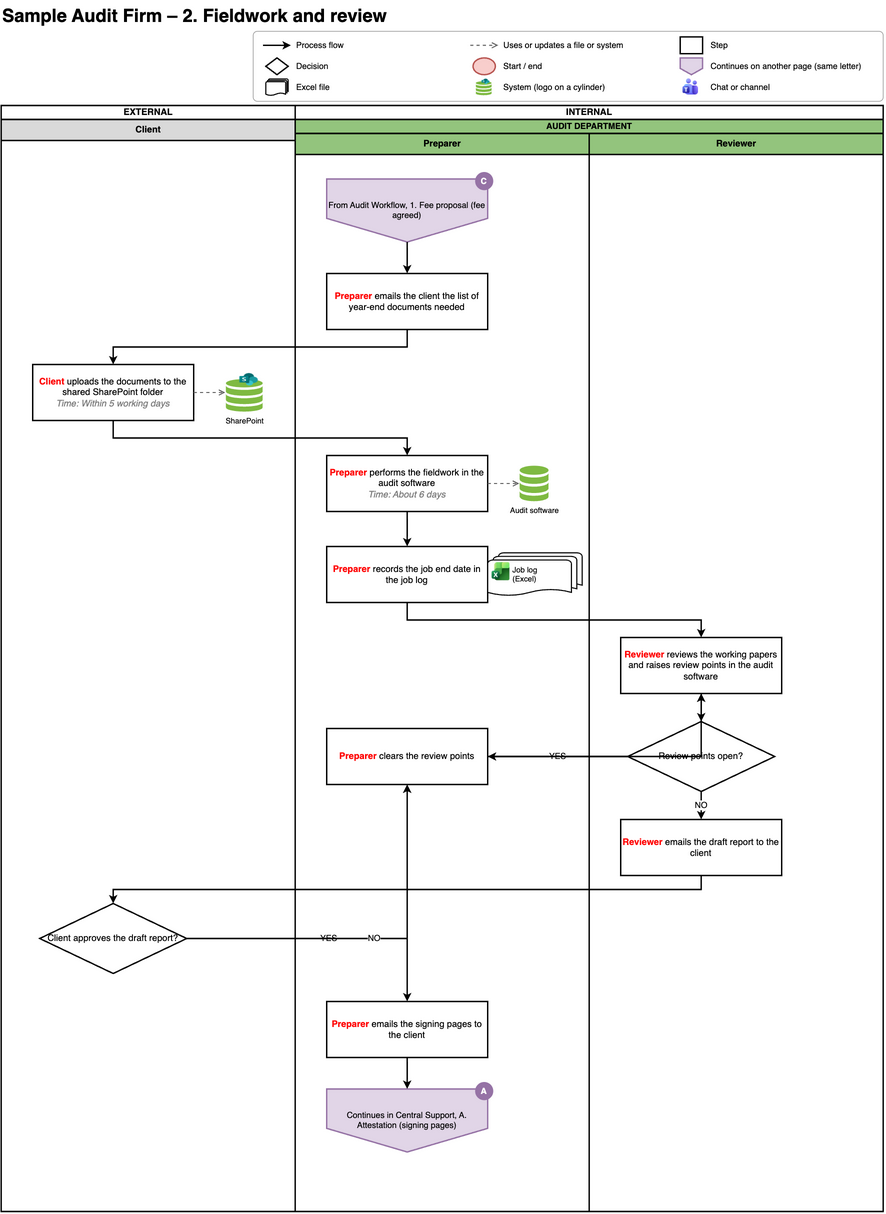 Sample Audit Firm – 2. Fieldwork and review
Process flow
Uses or updates a file or system
Step
Decision
Start / end
Continues on another page (same letter)
Excel file
System (logo on a cylinder)
Chat or channel
EXTERNAL
INTERNAL
Client
AUDIT DEPARTMENT
Preparer
Reviewer
C
From Audit Workflow, 1. Fee proposal (fee
agreed)
Preparer emails the client the list of
year-end documents needed
Client uploads the documents to the
shared SharePoint folder
Time: Within 5 working days
SharePoint
Preparer performs the fieldwork in the
audit software
Time: About 6 days
Audit software
Preparer records the job end date in
the job log
Job log
(Excel)
Reviewer reviews the working papers
and raises review points in the audit
software
Preparer clears the review points
YES
Review points open?
NO
Reviewer emails the draft report to the
client
Client approves the draft report?
YES
NO
Preparer emails the signing pages to
the client
A
Continues in Central Support, A.
Attestation (signing pages)